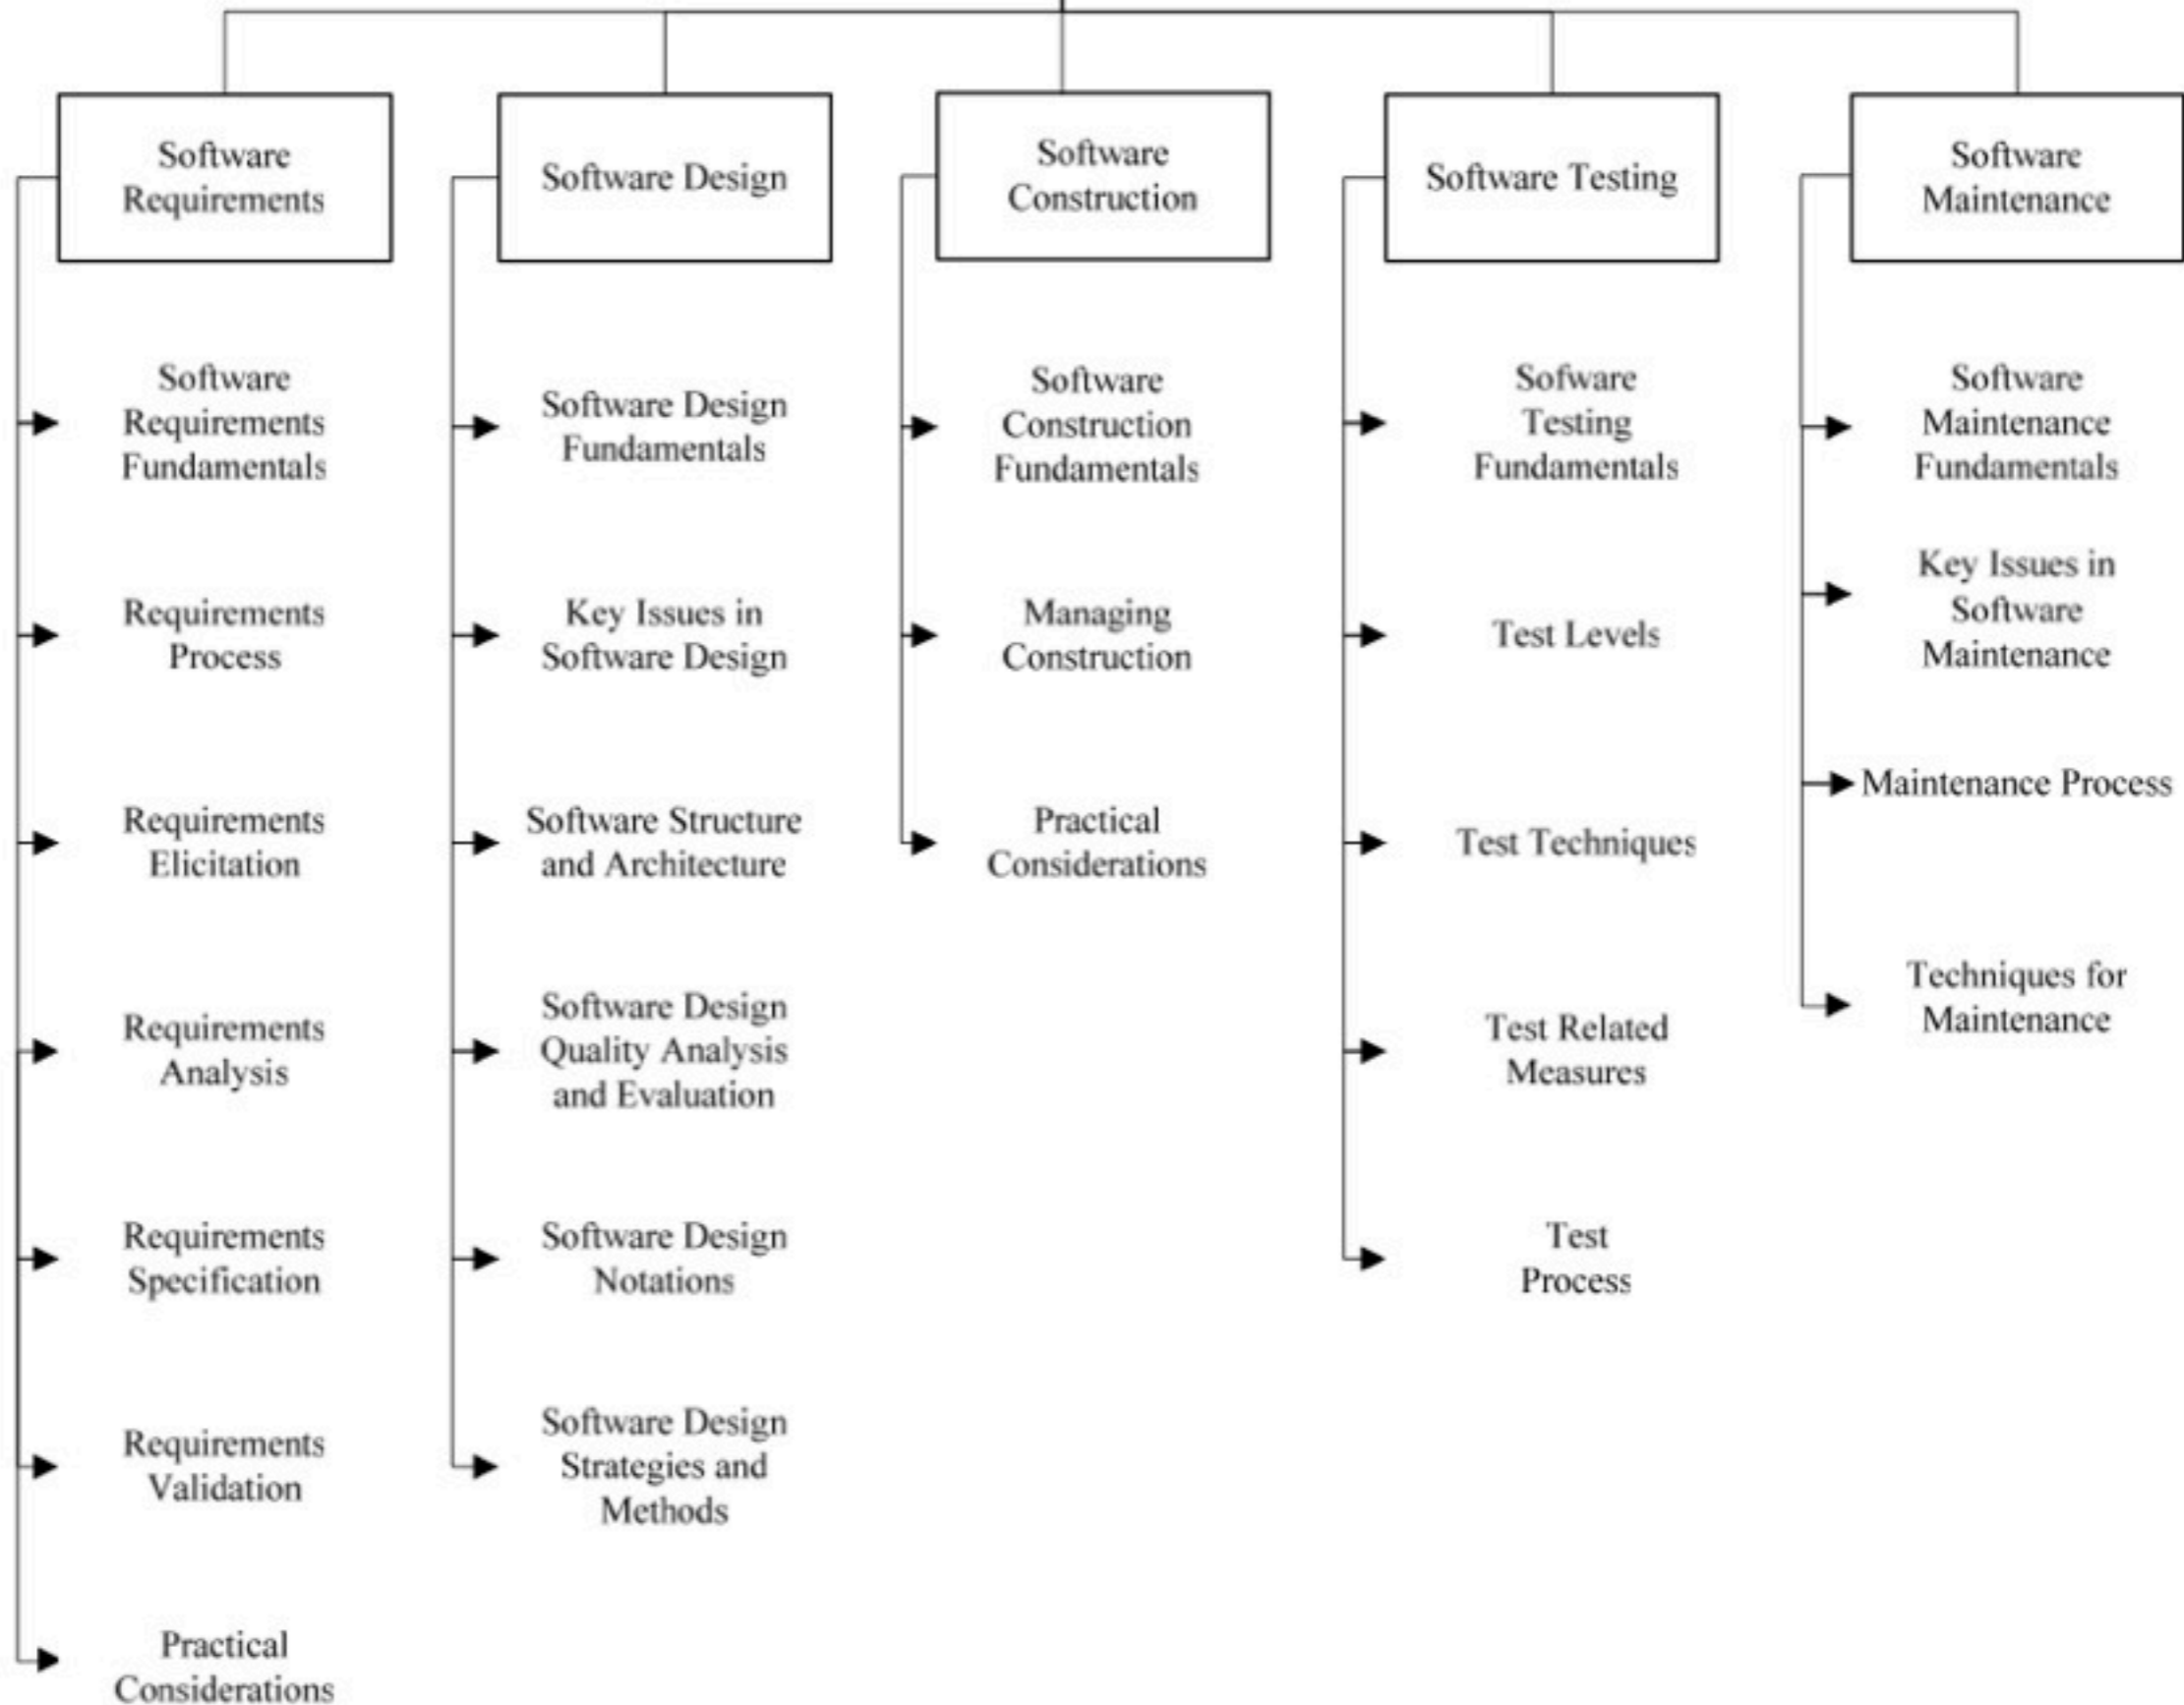 Software
Requirements
Software Design
Software
Construction
Software Testing
Software
Maintenance
Software
Requirements
Fundamentals
Requirements
Process
Requirements
Elicitation
Requirements
Analysis
Requirements
Specification
Requirements
Validation
Practical
Considerations
Software Design
Fundamentals
Key Issues in
Software Design
Software Structure
and Architecture
Software Design
Quality Analysis
and Evaluation
Software Design
Notations
Software Design
Strategies and
Methods
Software
Construction
Fundamentals
Managing
Construction
Practical
Considerations
Sofware
Testing
Fundamentals
Test Levels
Test Techniques
Test Related
Measures
Test
Process
Software
Maintenance
Fundamentals
Key Issues in
Software
Maintenance
Maintenance Process
Techniques for
Maintenance